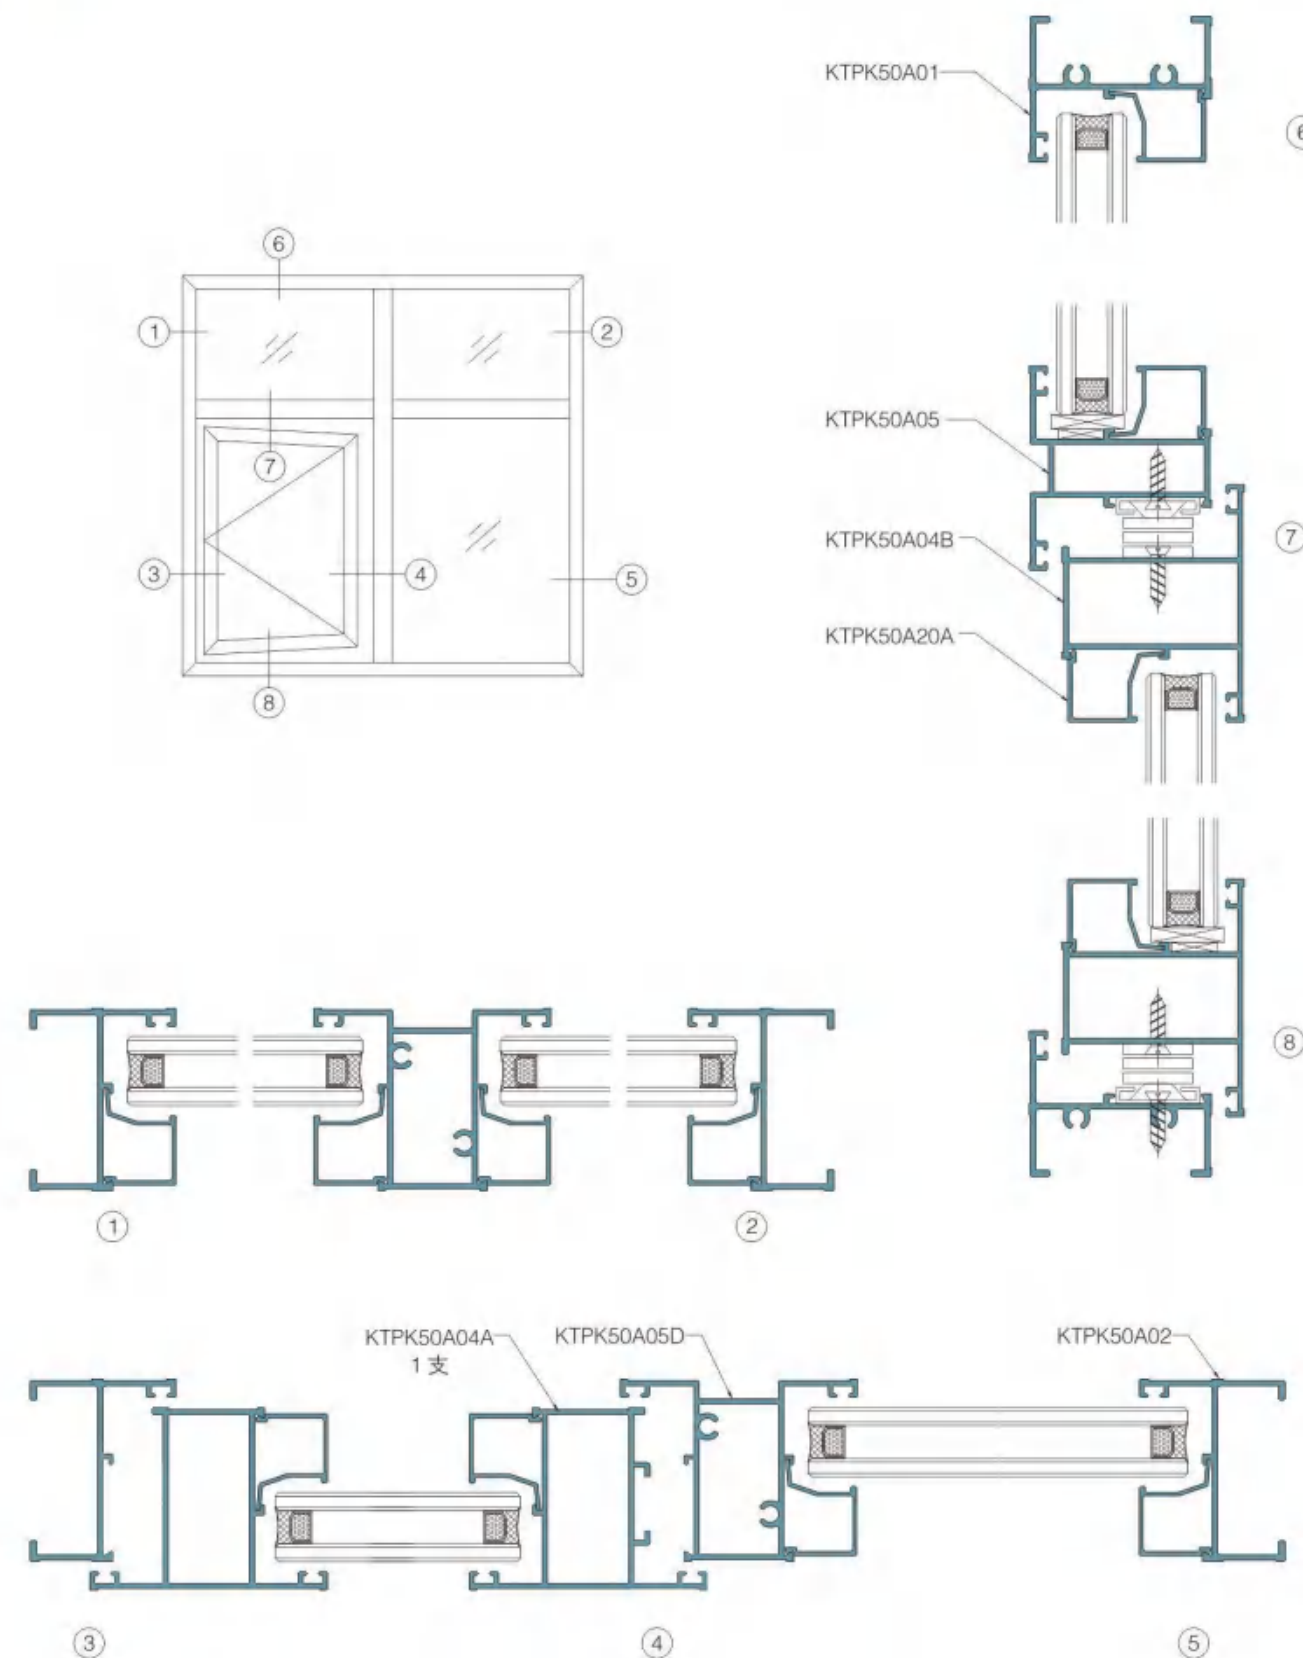 KTPK50A01
⑥
⑥
①
②
KTPK50A05
⑦
KTPK50A04B
⑦
③
④
⑤
KTPK50A20A
⑧
⑧
①
②
KTPK50A04A
1 支
KTPK50A05D
KTPK50A02
③
④
⑤